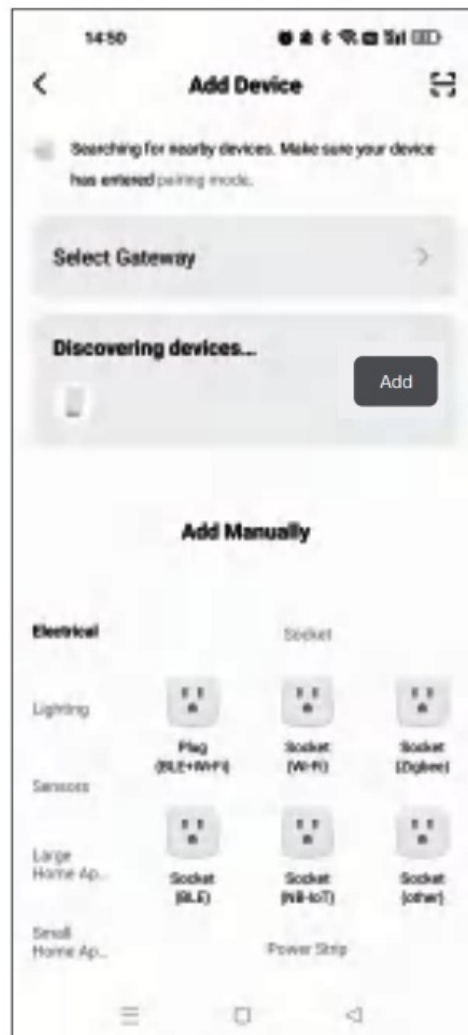 14:50
Add Device
Searching for nearby devices. Make sure your device
has entered pairing mode.
Select Gateway
Discovering devices...
Add
Add Manually
Electrical
Socket
Lighting
Plug
(BLE+Wi-Fi)
Socket
(Wi-Fi)
Socket
(Zigbee)
Sensors
Large
Home Ap...
Socket
(BLE)
Socket
(NB-IoT)
Socket
(other)
Small
Home Ap...
Power Strip